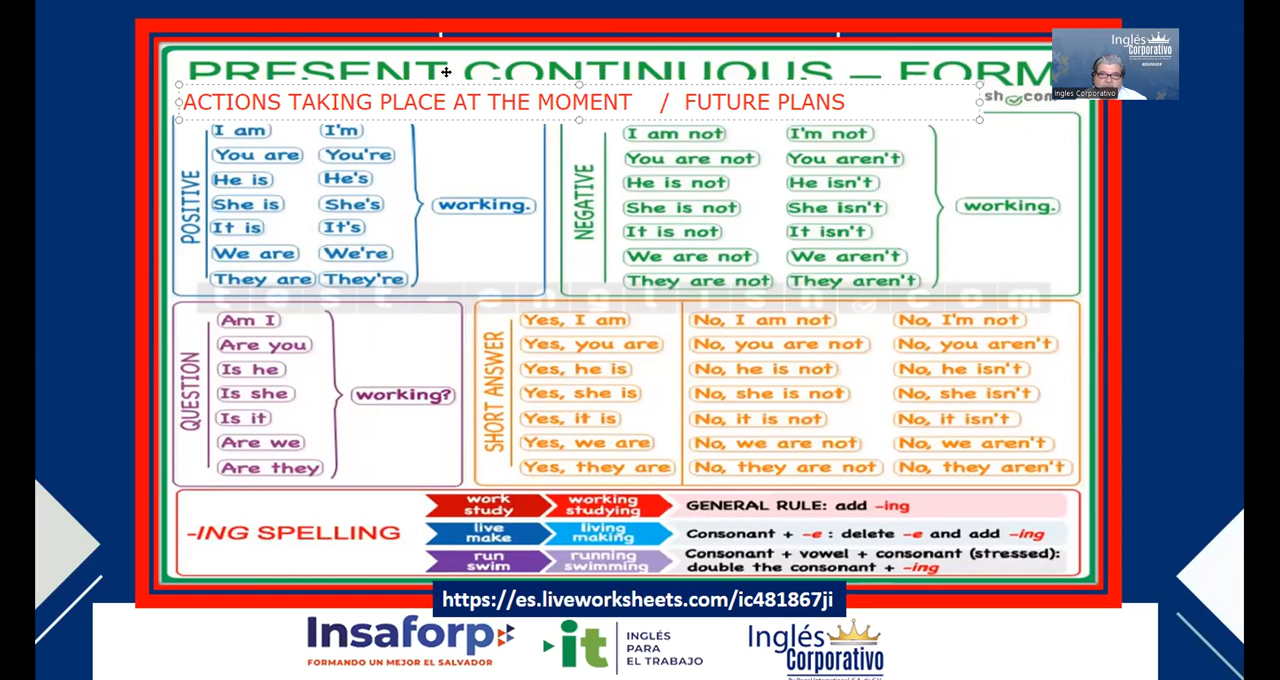 PRESENT CONTINUOUS – FORM
Inglés
Corporativo
Ingles Corporativo
ACTIONS TAKING PLACE AT THE MOMENT / FUTURE PLANS
sh com
POSITIVE
I am I'm
You are You're
He is He's
She is She's
It is It's
We are We're
They are They're
working.
NEGATIVE
I am not I'm not
You are not You aren't
He is not He isn't
She is not She isn't
It is not It isn't
We are not We aren't
They are not They aren't
working.
test-english.com
QUESTION
Am I
Are you
Is he
Is she
Is it
Are we
Are they
working?
SHORT ANSWER
Yes, I am No, I am not No, I'm not
Yes, you are No, you are not No, you aren't
Yes, he is No, he is not No, he isn't
Yes, she is No, she is not No, she isn't
Yes, it is No, it is not No, it isn't
Yes, we are No, we are not No, we aren't
Yes, they are No, they are not No, they aren't
-ING SPELLING
work study working studying GENERAL RULE: add -ing
live make living making Consonant + -e : delete -e and add -ing
run swim running swimming Consonant + vowel + consonant (stressed):
double the consonant + -ing
https://es.liveworksheets.com/ic481867ji
Insaforp
FORMANDO UN MEJOR EL SALVADOR
it
INGLÉS
PARA
EL TRABAJO
Inglés
Corporativo